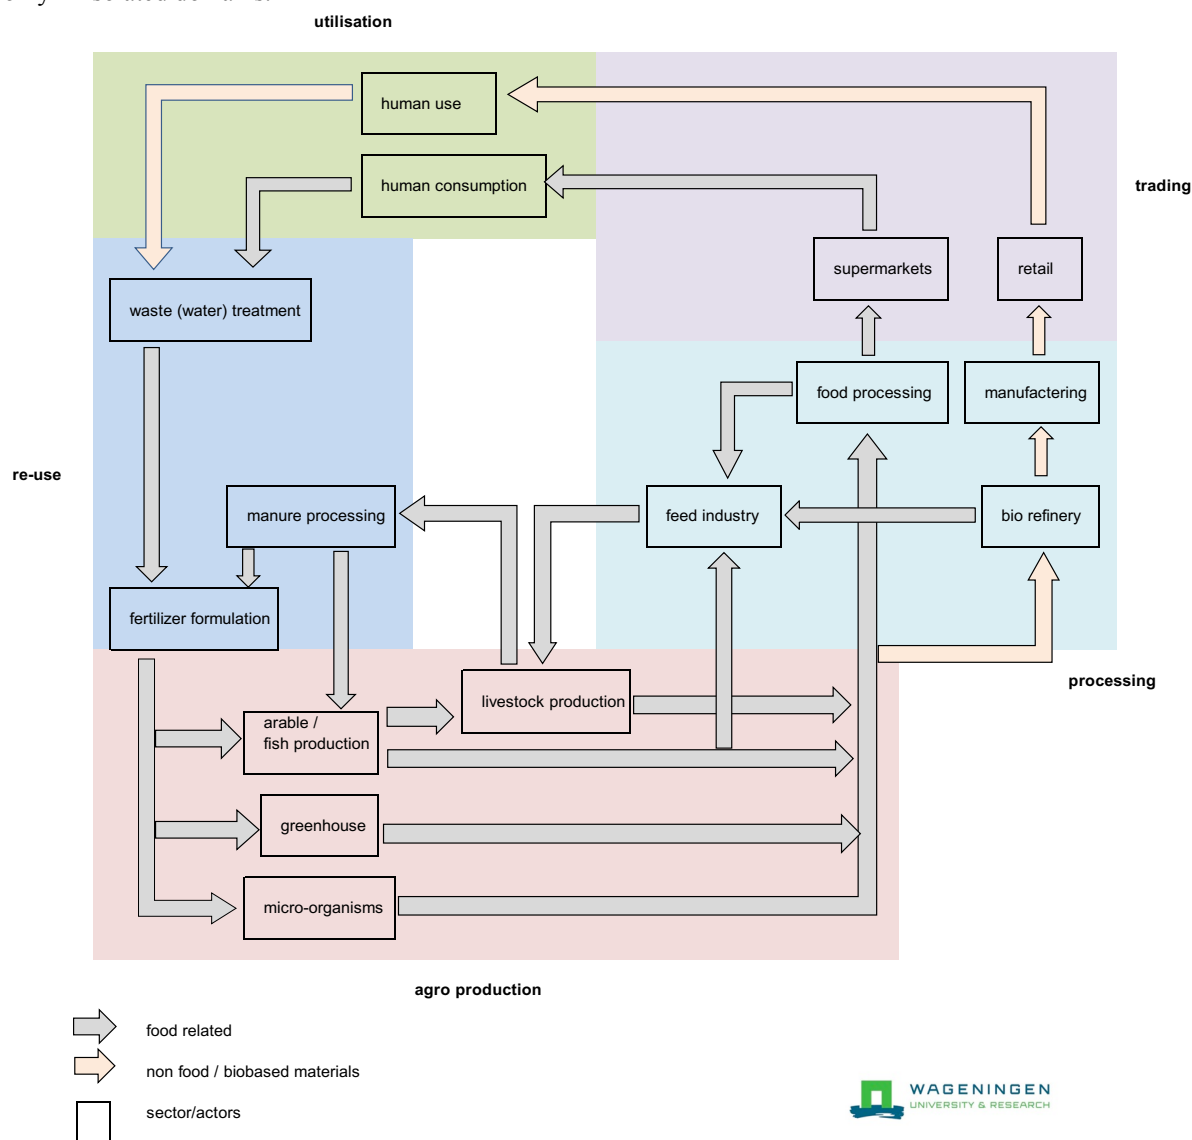 utilisation
human use
human consumption
trading
supermarkets
retail
waste (water) treatment
food processing
manufactering
re-use
manure processing
feed industry
bio refinery
fertilizer formulation
processing
livestock production
arable /
fish production
greenhouse
micro-organisms
agro production
food related
non food / biobased materials
sector/actors
WAGENINGEN
UNIVERSITY & RESEARCH